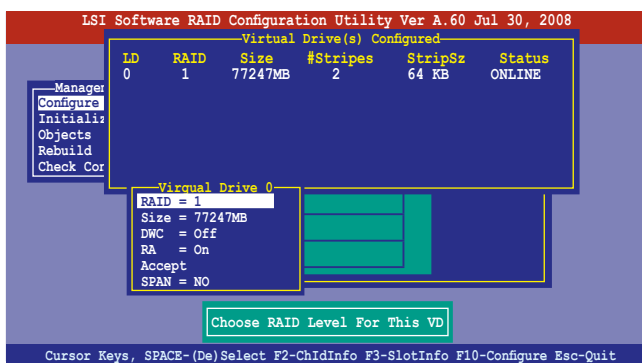 LSI Software RAID Configuration Utility Ver A.60 Jul 30, 2008
Virtual Drive(s) Configured
LD RAID Size #Stripes StripSz Status
0 1 77247MB 2 64 KB ONLINE
Managem
Configure
Initializ
Objects
Rebuild
Check Con
Virqual Drive 0
RAID = 1
Size = 77247MB
DWC = Off
RA = On
Accept
SPAN = NO
Choose RAID Level For This VD
Cursor Keys, SPACE-(De)Select F2-ChIdInfo F3-SlotInfo F10-Configure Esc-Quit